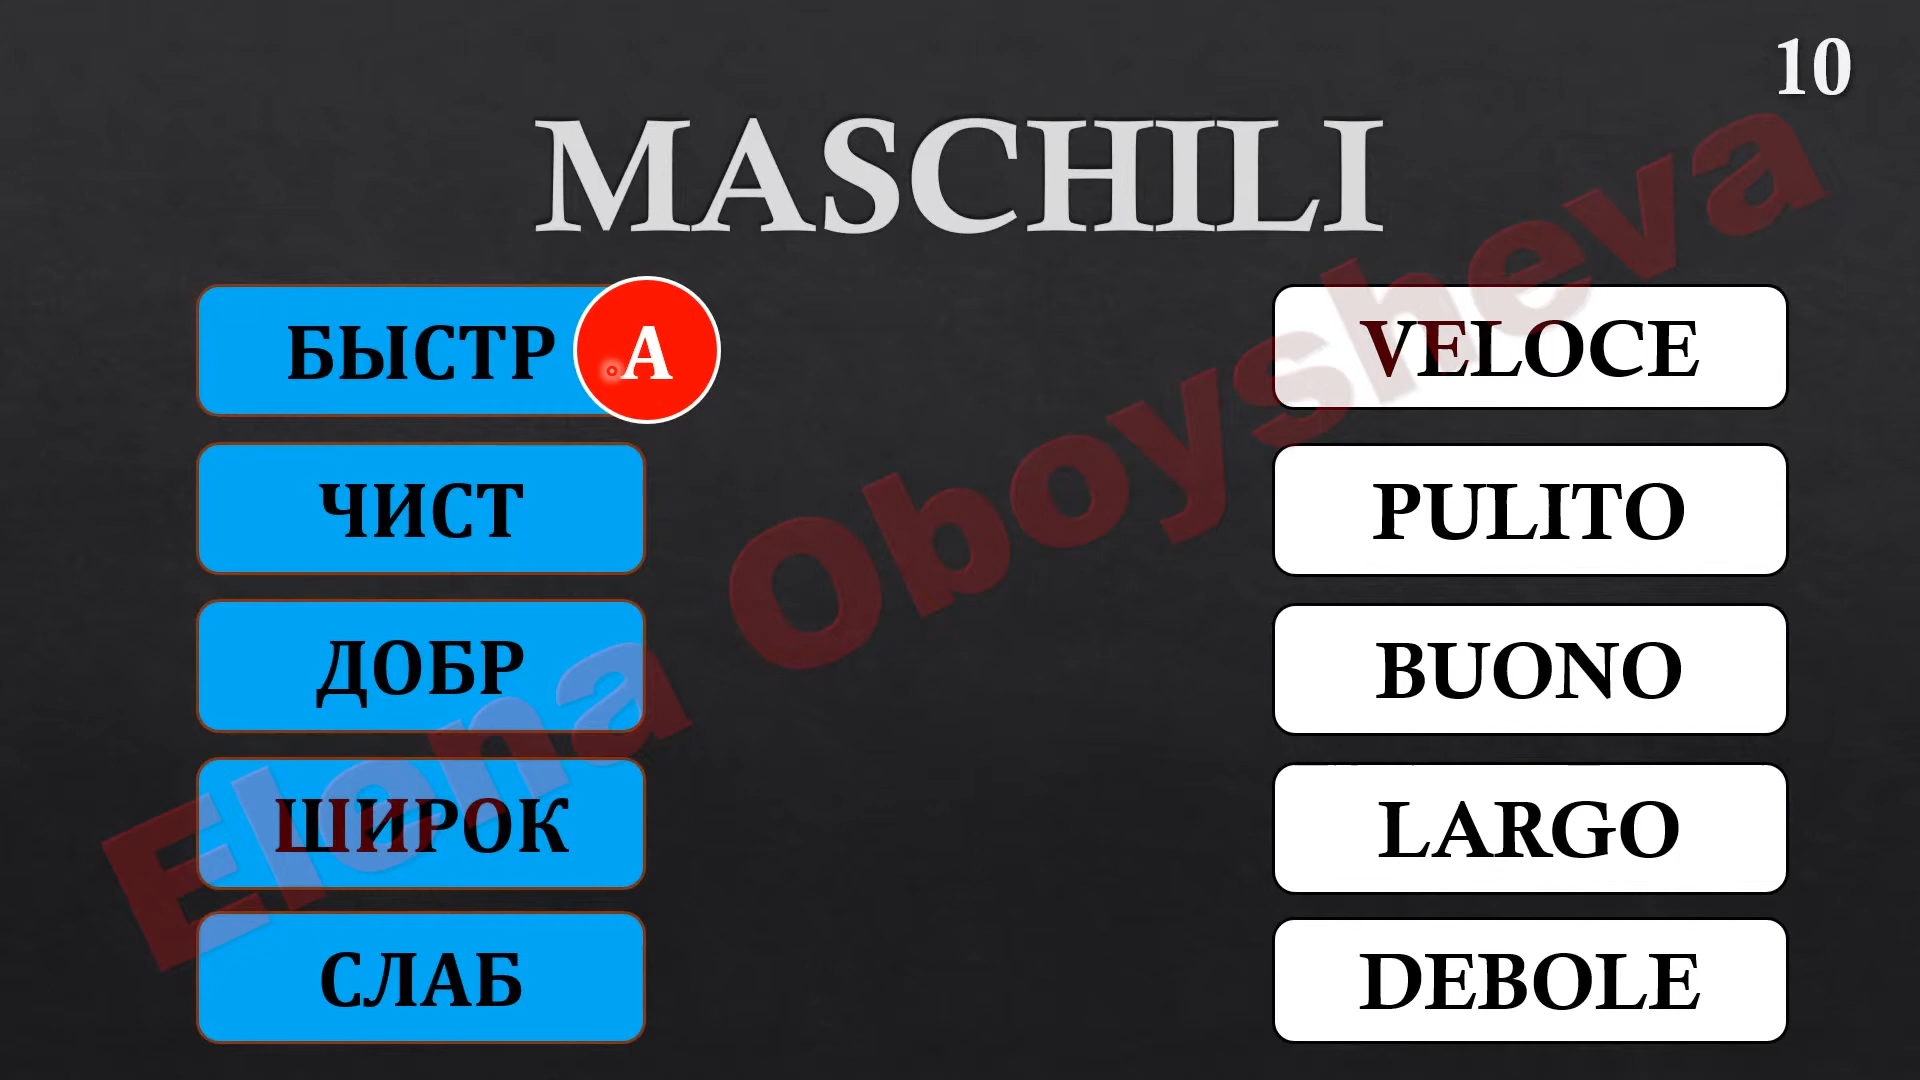 10
MASCHILI
БЫСТР А
VELOCE
ЧИСТ
PULITO
ДОБР
BUONO
ШИРОК
LARGO
СЛАБ
DEBOLE
Elena Oboysheva